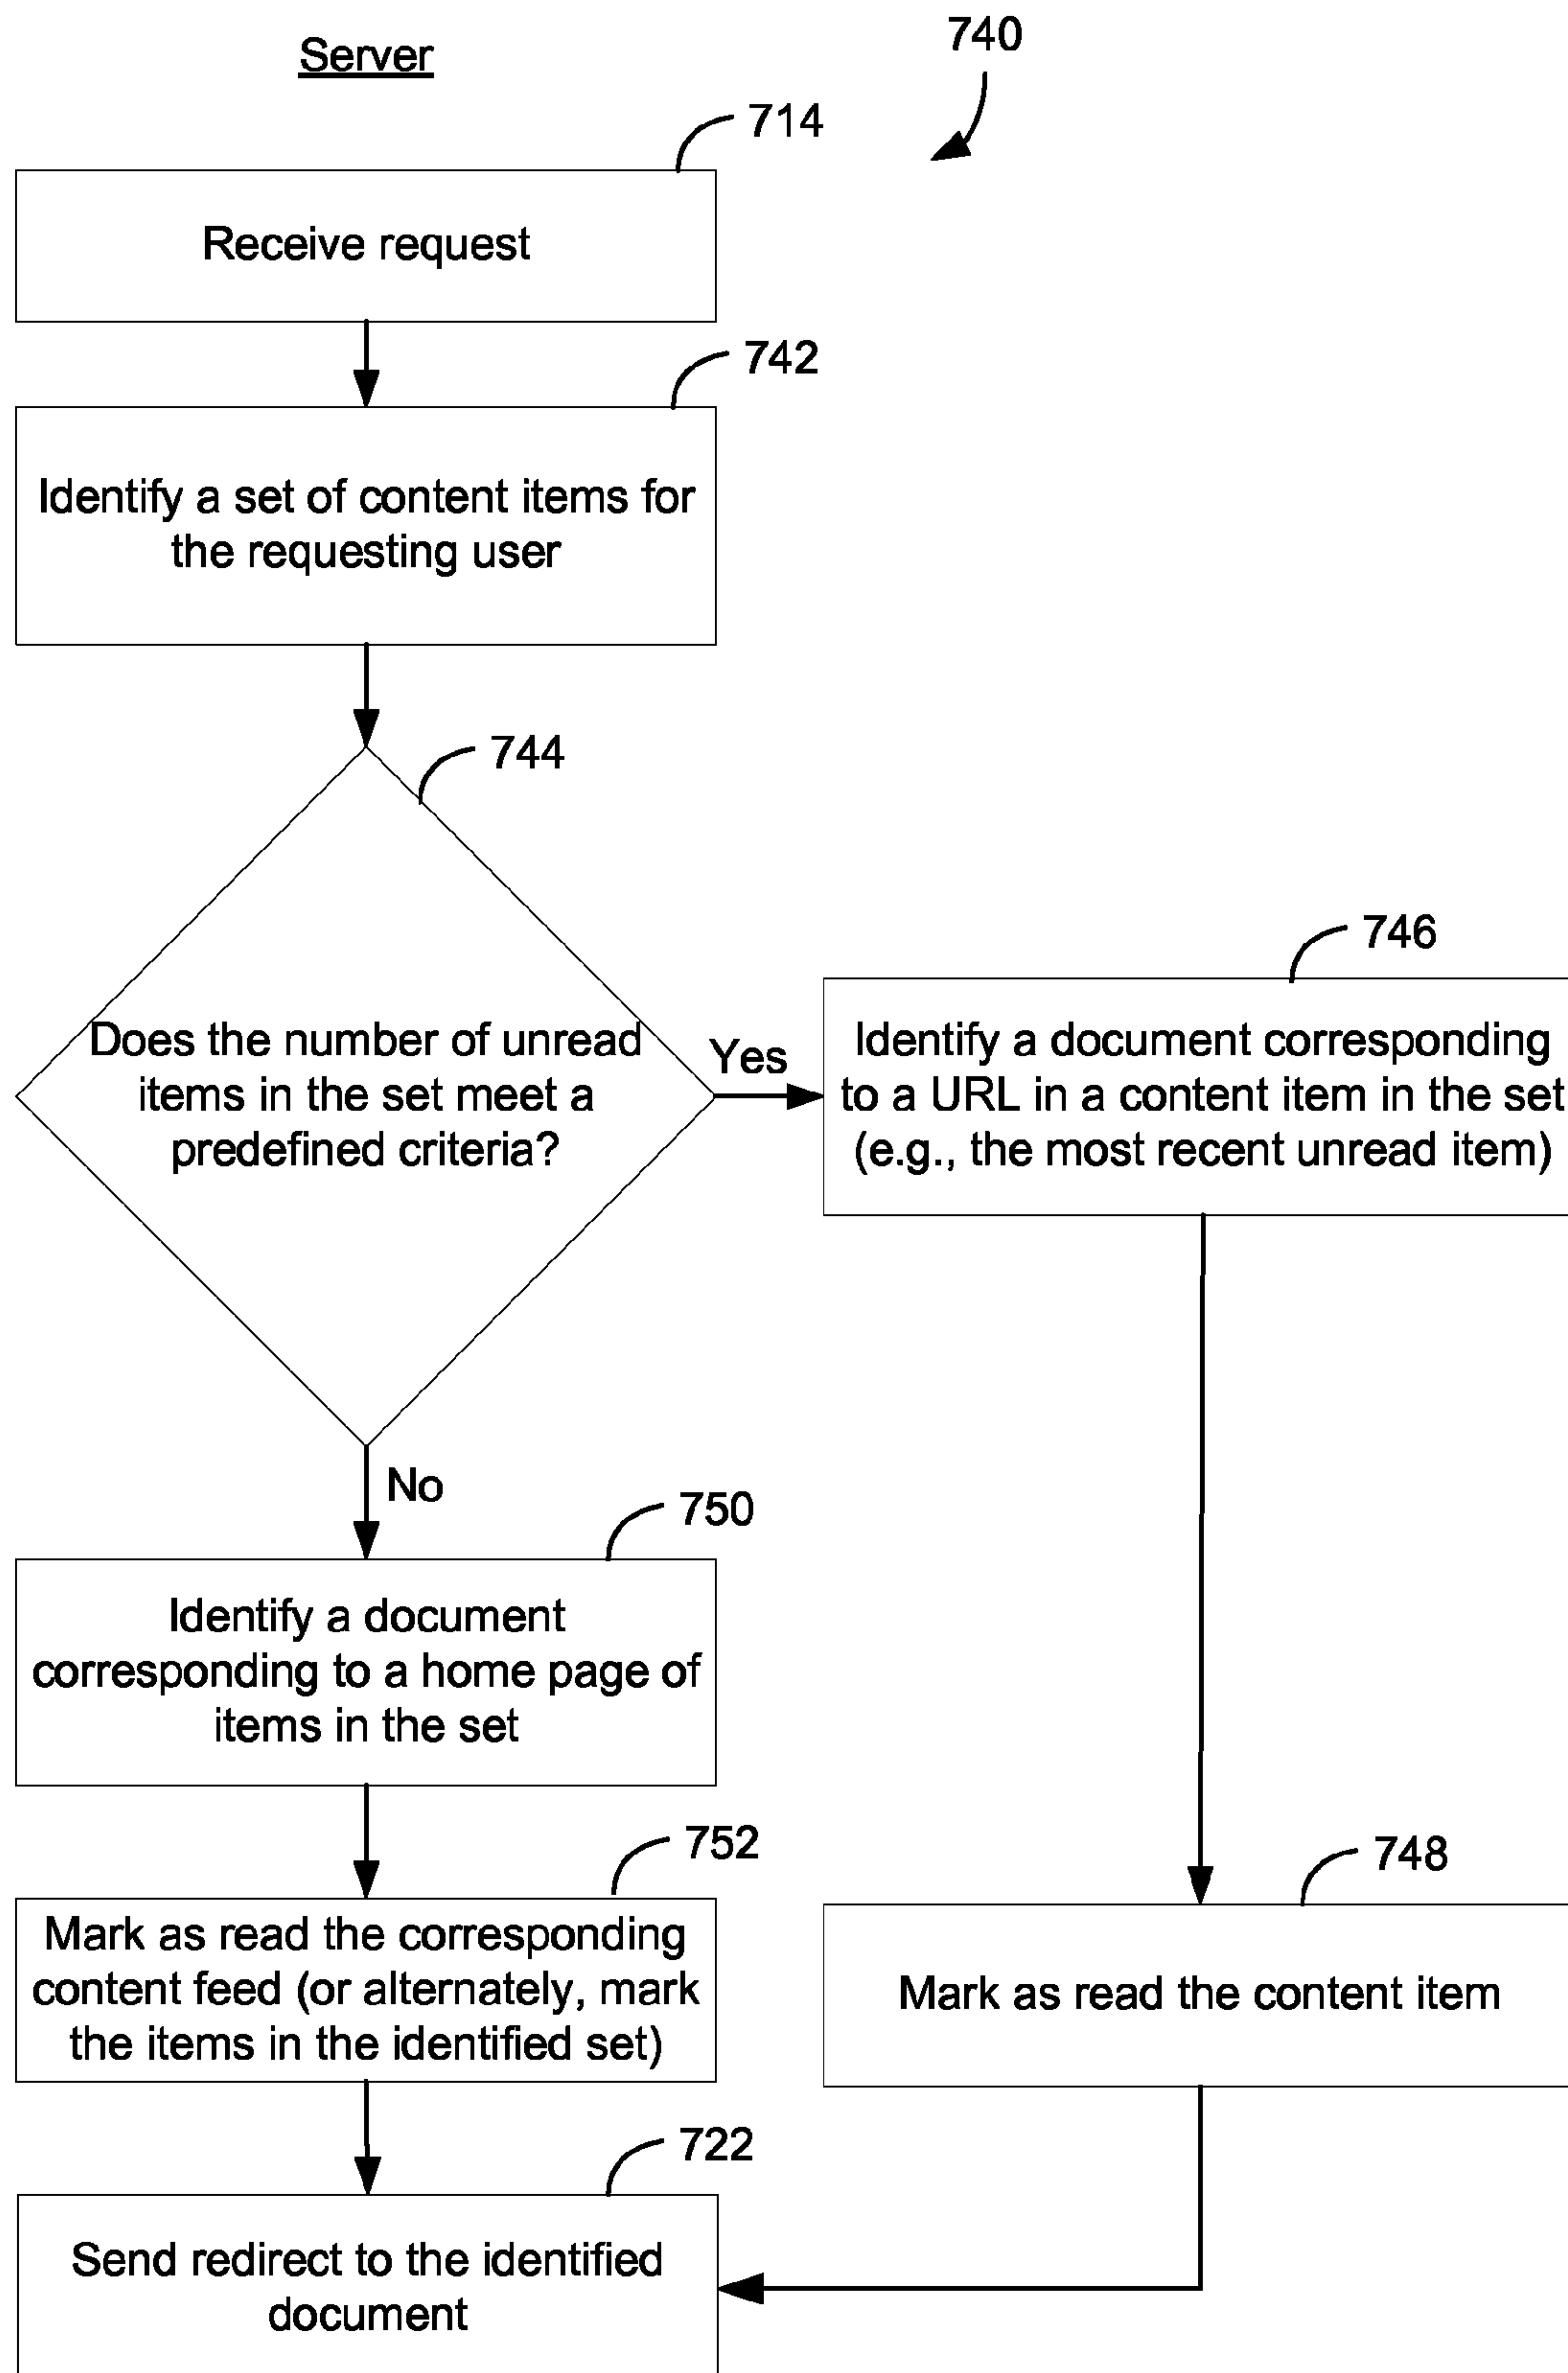 Server
740
714
Receive request
742
Identify a set of content items for
the requesting user
744
Does the number of unread
items in the set meet a
predefined criteria?
Yes
746
Identify a document corresponding
to a URL in a content item in the set
(e.g., the most recent unread item)
No
750
Identify a document
corresponding to a home page of
items in the set
752
Mark as read the corresponding
content feed (or alternately, mark
the items in the identified set)
748
Mark as read the content item
722
Send redirect to the identified
document